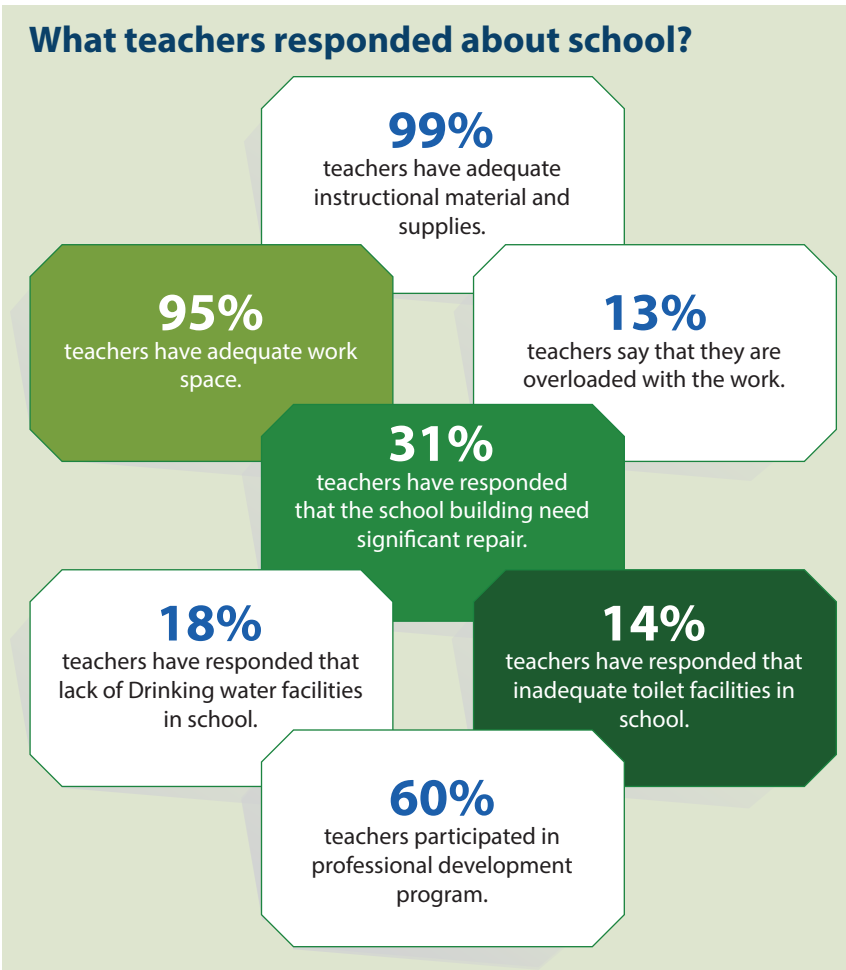 What teachers responded about school?
99%
teachers have adequate
instructional material and
supplies.
95%
teachers have adequate work
space.
13%
teachers say that they are
overloaded with the work.
31%
teachers have responded
that the school building need
significant repair.
18%
teachers have responded that
lack of Drinking water facilities
in school.
14%
teachers have responded that
inadequate toilet facilities in
school.
60%
teachers participated in
professional development
program.